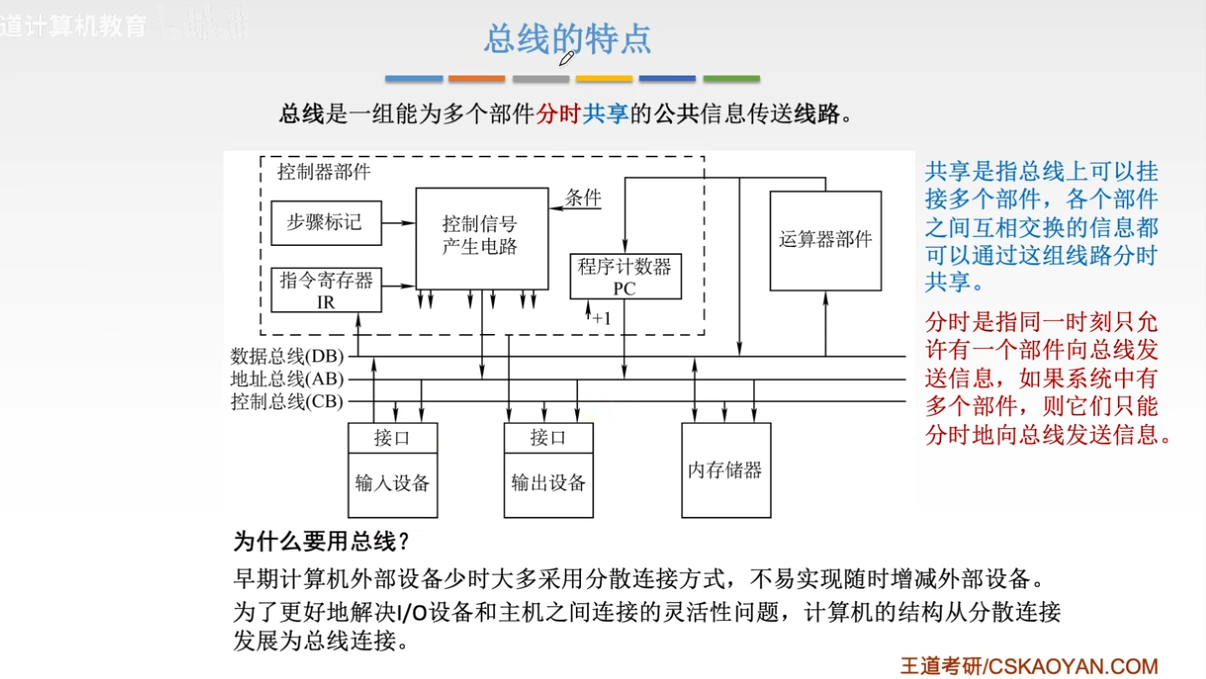 道计算机教育
总线的特点
总线是一组能为多个部件分时共享的公共信息传送线路。
控制器部件
步骤标记
控制信号
产生电路
条件
指令寄存器
IR
程序计数器
PC
+1
运算器部件
数据总线(DB)
地址总线(AB)
控制总线(CB)
接口
输入设备
接口
输出设备
内存储器
共享是指总线上可以挂
接多个部件，各个部件
之间互相交换的信息都
可以通过这组线路分时
共享。
分时是指同一时刻只允
许有一个部件向总线发
送信息，如果系统中有
多个部件，则它们只能
分时地向总线发送信息。
为什么要用总线？
早期计算机外部设备少时大多采用分散连接方式，不易实现随时增减外部设备。
为了更好地解决I/O设备和主机之间连接的灵活性问题，计算机的结构从分散连接
发展为总线连接。
王道考研/CSKAOYAN.COM